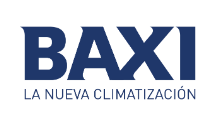 BAXI
LA NUEVA CLIMATIZACIÓN